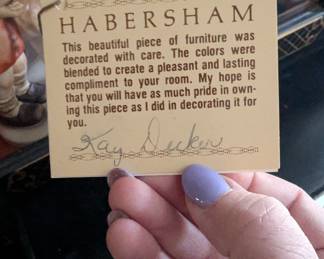 HABERSHAM
This beautiful piece of furniture was
decorated with care. The colors were
blended to create a pleasant and lasting
compliment to your room. My hope is
that you will have as much pride in own-
ing this piece as I did in decorating it for
you.
Kay Decker